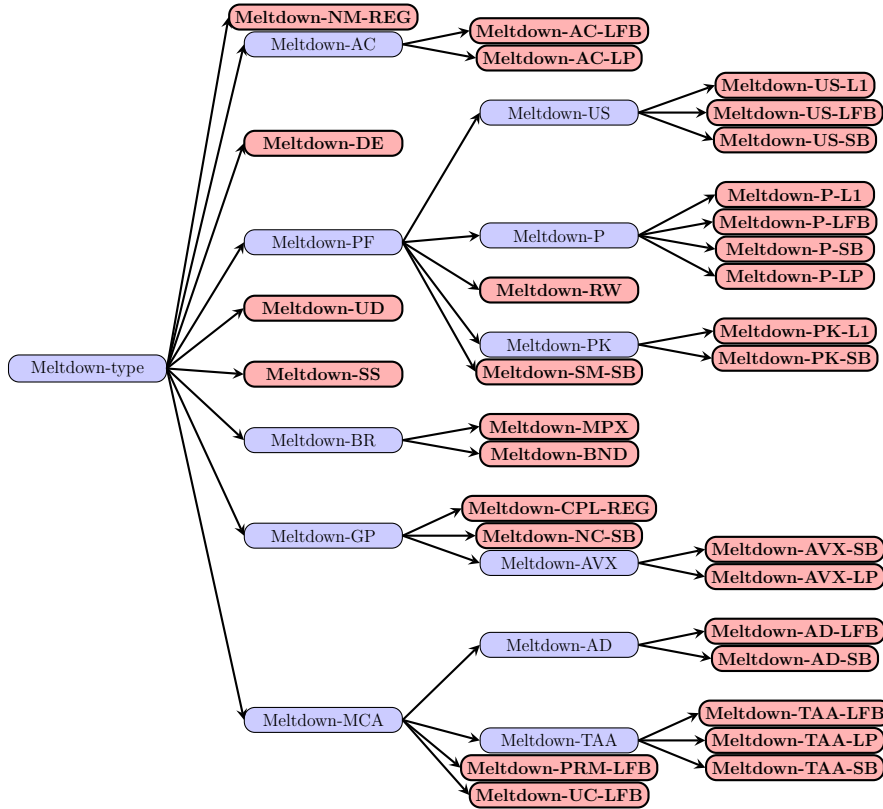 Meltdown-type
Meltdown-NM-REG
Meltdown-AC
Meltdown-AC-LFB
Meltdown-AC-LP
Meltdown-DE
Meltdown-PF
Meltdown-US
Meltdown-US-L1
Meltdown-US-LFB
Meltdown-US-SB
Meltdown-P
Meltdown-P-L1
Meltdown-P-LFB
Meltdown-P-SB
Meltdown-P-LP
Meltdown-RW
Meltdown-PK
Meltdown-PK-L1
Meltdown-PK-SB
Meltdown-SM-SB
Meltdown-UD
Meltdown-SS
Meltdown-BR
Meltdown-MPX
Meltdown-BND
Meltdown-GP
Meltdown-CPL-REG
Meltdown-NC-SB
Meltdown-AVX
Meltdown-AVX-SB
Meltdown-AVX-LP
Meltdown-MCA
Meltdown-AD
Meltdown-AD-LFB
Meltdown-AD-SB
Meltdown-TAA
Meltdown-TAA-LFB
Meltdown-TAA-LP
Meltdown-TAA-SB
Meltdown-PRM-LFB
Meltdown-UC-LFB